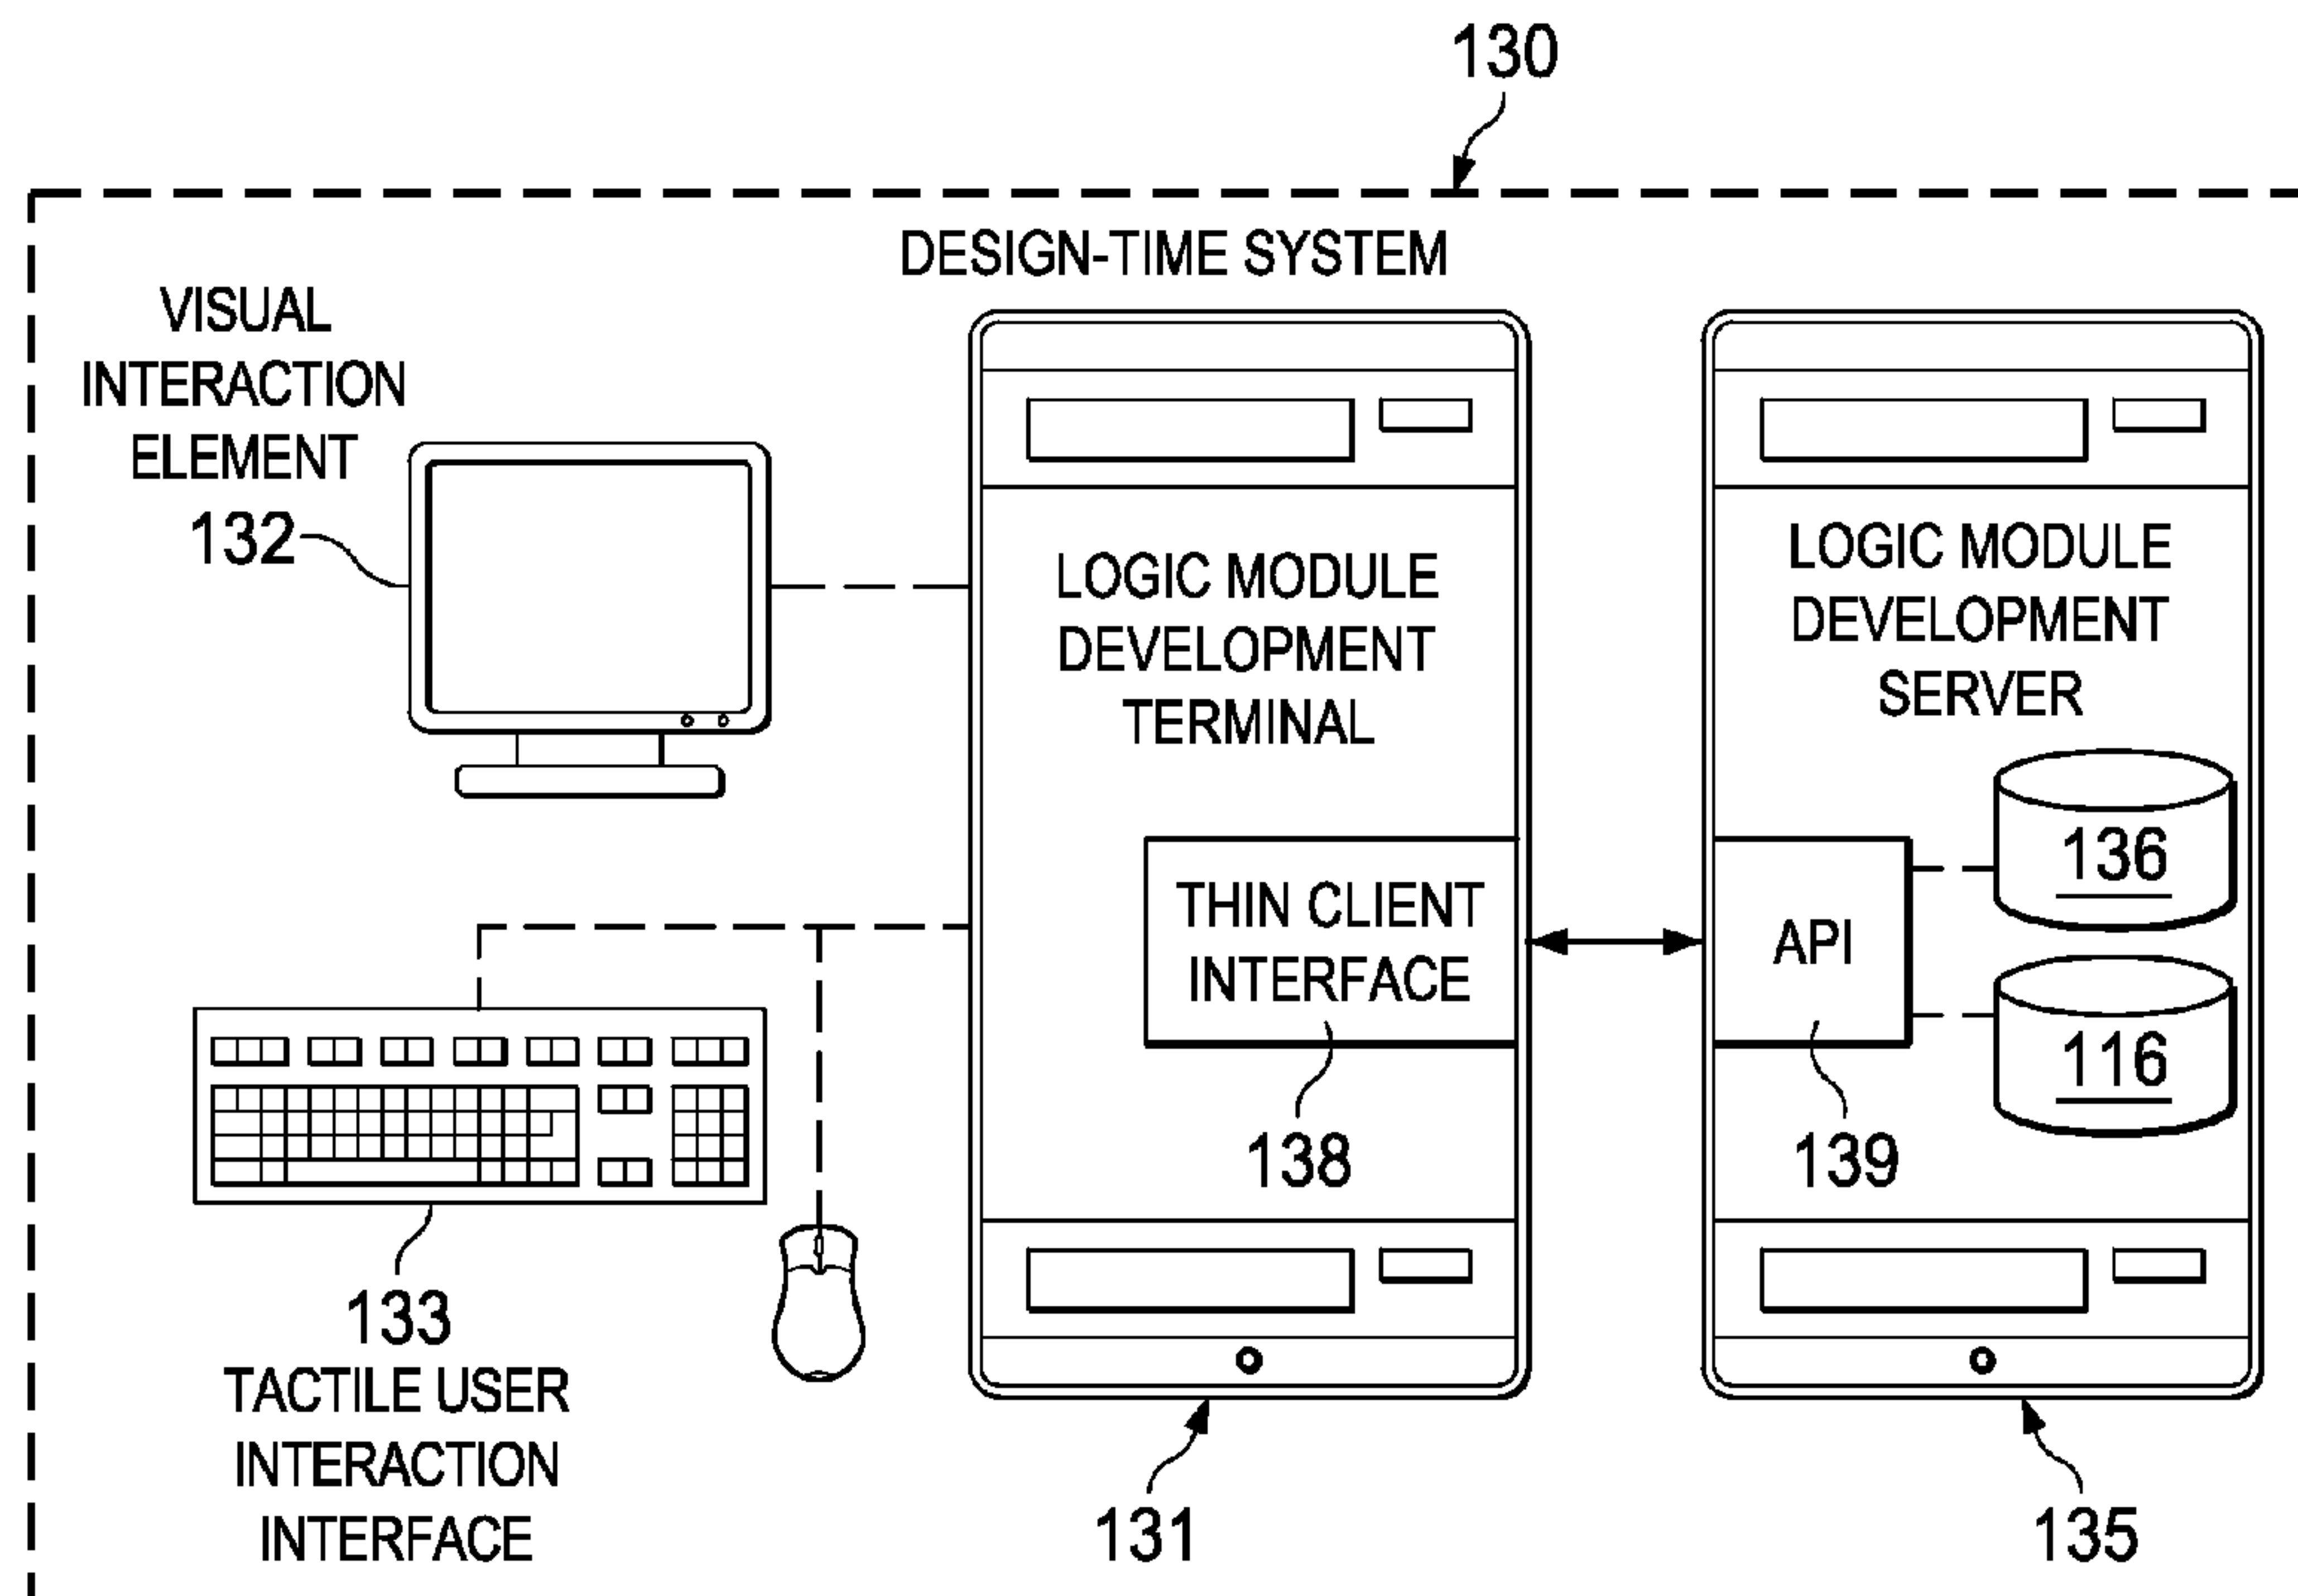 130
DESIGN-TIME SYSTEM
VISUAL
INTERACTION
ELEMENT
132
LOGIC MODULE
DEVELOPMENT
TERMINAL
LOGIC MODULE
DEVELOPMENT
SERVER
THIN CLIENT
INTERFACE
138
API
139
136
116
133
TACTILE USER
INTERACTION
INTERFACE
131
135